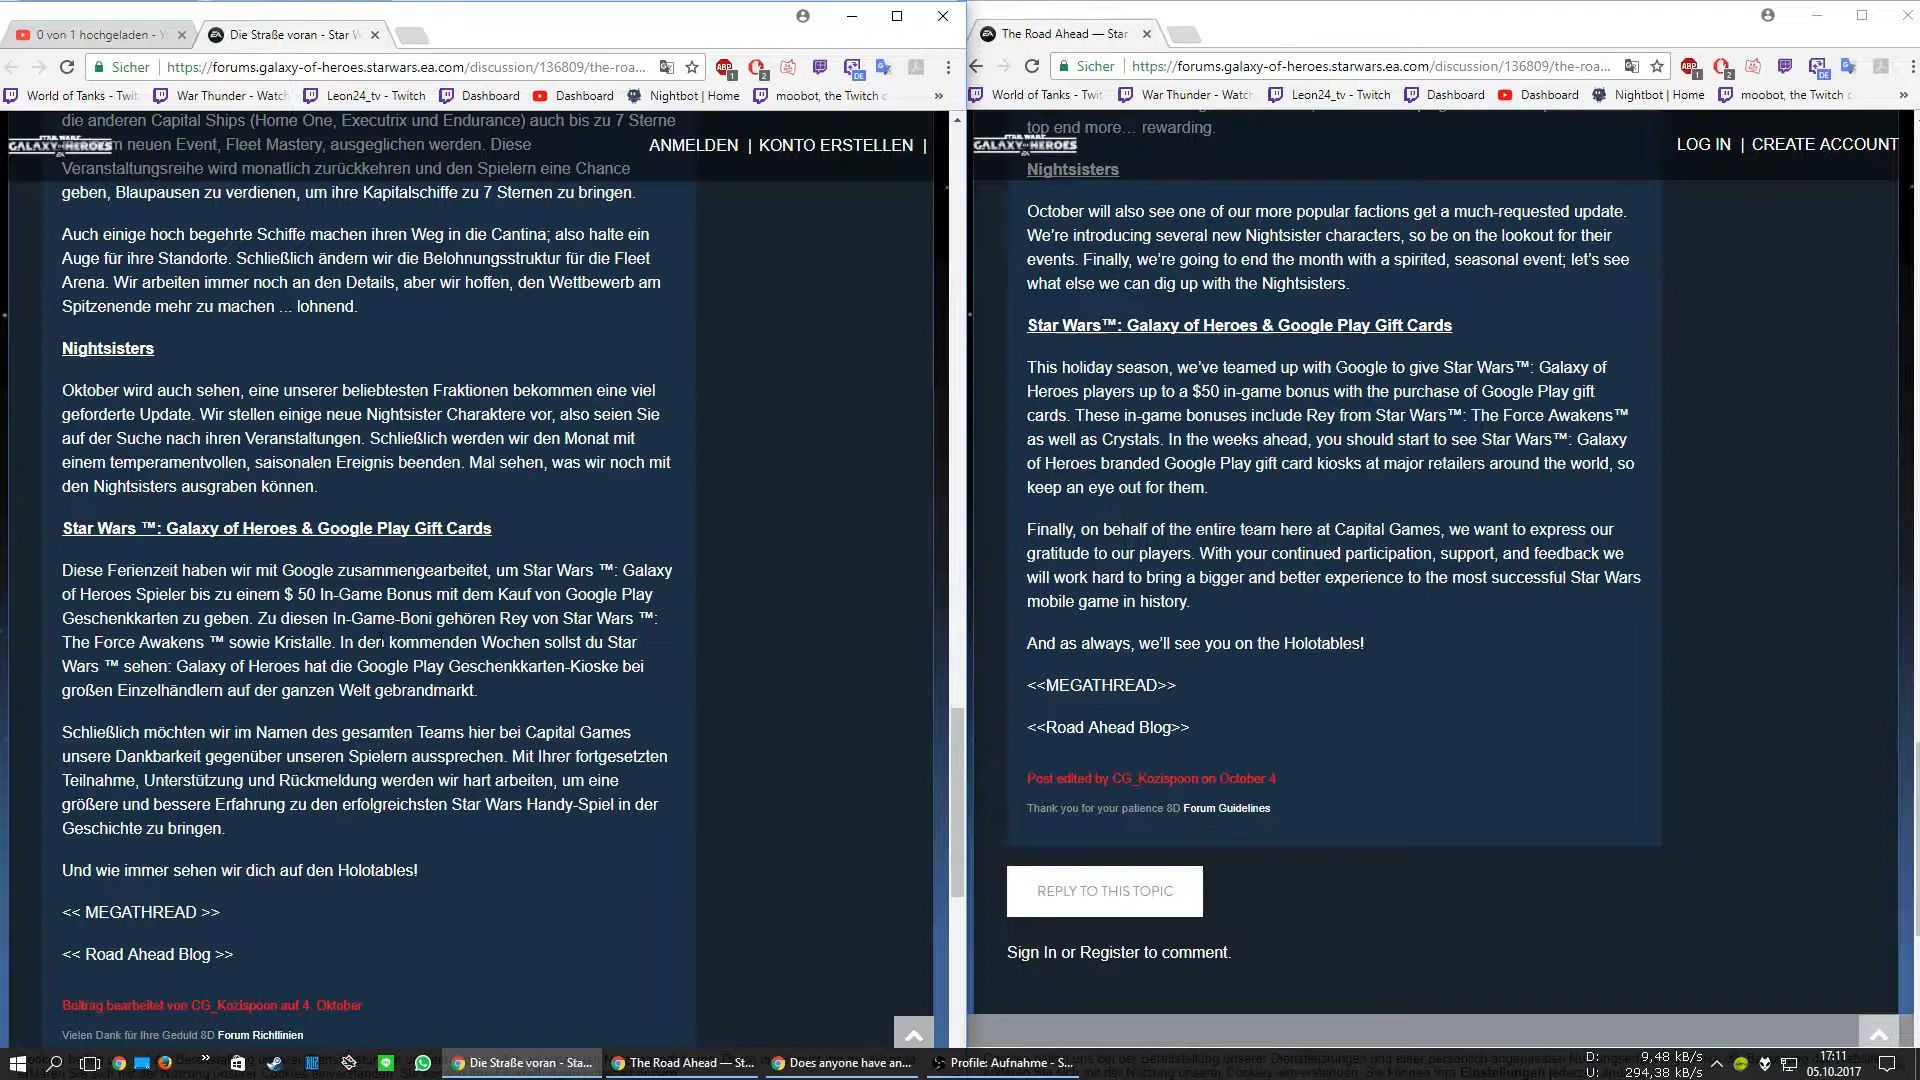 0 von 1 hochgeladen - Y
Die Straße voran - Star W
Sicher
https://forums.galaxy-of-heroes.starwars.ea.com/discussion/136809/the-roa...
World of Tanks - Twit
War Thunder - Watch
Leon24_tv - Twitch
Dashboard
Dashboard
Nightbot | Home
moobot, the Twitch c
»
die anderen Capital Ships (Home One, Executrix und Endurance) auch bis zu 7 Sterne
STAR WARS GALAXY OF HEROES
ANMELDEN | KONTO ERSTELLEN |
m neuen Event, Fleet Mastery, ausgeglichen werden. Diese
Veranstaltungsreihe wird monatlich zurückkehren und den Spielern eine Chance
geben, Blaupausen zu verdienen, um ihre Kapitalschiffe zu 7 Sternen zu bringen.
Auch einige hoch begehrte Schiffe machen ihren Weg in die Cantina; also halte ein
Auge für ihre Standorte. Schließlich ändern wir die Belohnungsstruktur für die Fleet
Arena. Wir arbeiten immer noch an den Details, aber wir hoffen, den Wettbewerb am
Spitzenende mehr zu machen ... lohnend.
Nightsisters
Oktober wird auch sehen, eine unserer beliebtesten Fraktionen bekommen eine viel
geforderte Update. Wir stellen einige neue Nightsister Charaktere vor, also seien Sie
auf der Suche nach ihren Veranstaltungen. Schließlich werden wir den Monat mit
einem temperamentvollen, saisonalen Ereignis beenden. Mal sehen, was wir noch mit
den Nightsisters ausgraben können.
Star Wars ™: Galaxy of Heroes & Google Play Gift Cards
Diese Ferienzeit haben wir mit Google zusammengearbeitet, um Star Wars ™: Galaxy
of Heroes Spieler bis zu einem $ 50 In-Game Bonus mit dem Kauf von Google Play
Geschenkkarten zu geben. Zu diesen In-Game-Boni gehören Rey von Star Wars ™:
The Force Awakens ™ sowie Kristalle. In den kommenden Wochen sollst du Star
Wars ™ sehen: Galaxy of Heroes hat die Google Play Geschenkkarten-Kioske bei
großen Einzelhändlern auf der ganzen Welt gebrandmarkt.
Schließlich möchten wir im Namen des gesamten Teams hier bei Capital Games
unsere Dankbarkeit gegenüber unseren Spielern aussprechen. Mit Ihrer fortgesetzten
Teilnahme, Unterstützung und Rückmeldung werden wir hart arbeiten, um eine
größere und bessere Erfahrung zu den erfolgreichsten Star Wars Handy-Spiel in der
Geschichte zu bringen.
Und wie immer sehen wir dich auf den Holotables!
<< MEGATHREAD >>
<< Road Ahead Blog >>
Beitrag bearbeitet von CG_Kozispoon auf 4. Oktober
Vielen Dank für Ihre Geduld 8D Forum Richtlinien
The Road Ahead — Star
Sicher
https://forums.galaxy-of-heroes.starwars.ea.com/discussion/136809/the-roa...
World of Tanks - Twit
War Thunder - Watch
Leon24_tv - Twitch
Dashboard
Dashboard
Nightbot | Home
moobot, the Twitch c
»
top end more… rewarding.
STAR WARS GALAXY OF HEROES
LOG IN | CREATE ACCOUNT
Nightsisters
October will also see one of our more popular factions get a much-requested update.
We’re introducing several new Nightsister characters, so be on the lookout for their
events. Finally, we’re going to end the month with a spirited, seasonal event; let’s see
what else we can dig up with the Nightsisters.
Star Wars™: Galaxy of Heroes & Google Play Gift Cards
This holiday season, we’ve teamed up with Google to give Star Wars™: Galaxy of
Heroes players up to a $50 in-game bonus with the purchase of Google Play gift
cards. These in-game bonuses include Rey from Star Wars™: The Force Awakens™
as well as Crystals. In the weeks ahead, you should start to see Star Wars™: Galaxy
of Heroes branded Google Play gift card kiosks at major retailers around the world, so
keep an eye out for them.
Finally, on behalf of the entire team here at Capital Games, we want to express our
gratitude to our players. With your continued participation, support, and feedback we
will work hard to bring a bigger and better experience to the most successful Star Wars
mobile game in history.
And as always, we’ll see you on the Holotables!
<<MEGATHREAD>>
<<Road Ahead Blog>>
Post edited by CG_Kozispoon on October 4
Thank you for your patience 8D Forum Guidelines
REPLY TO THIS TOPIC
Sign In or Register to comment.
Die Straße voran - Sta...
The Road Ahead — St...
Does anyone have an...
Profile: Aufnahme - S...
D: 9,48 kB/s
U: 294,38 kB/s
17:11
05.10.2017